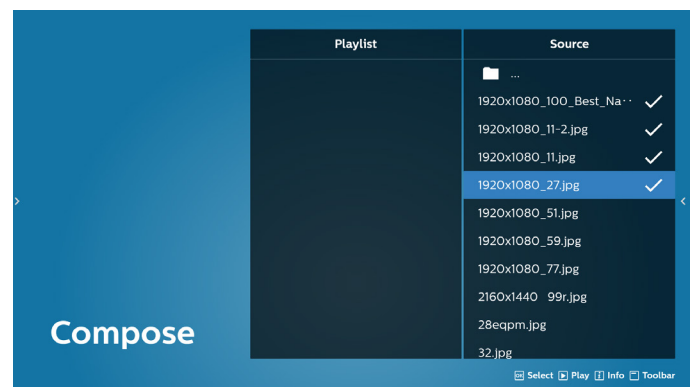 Playlist
Source
...
1920x1080_100_Best_Na··
1920x1080_11-2.jpg
1920x1080_11.jpg
1920x1080_27.jpg
1920x1080_51.jpg
1920x1080_59.jpg
1920x1080_77.jpg
2160x1440 99r.jpg
28eqpm.jpg
32.jpg
Compose
OK Select Play i Info Toolbar